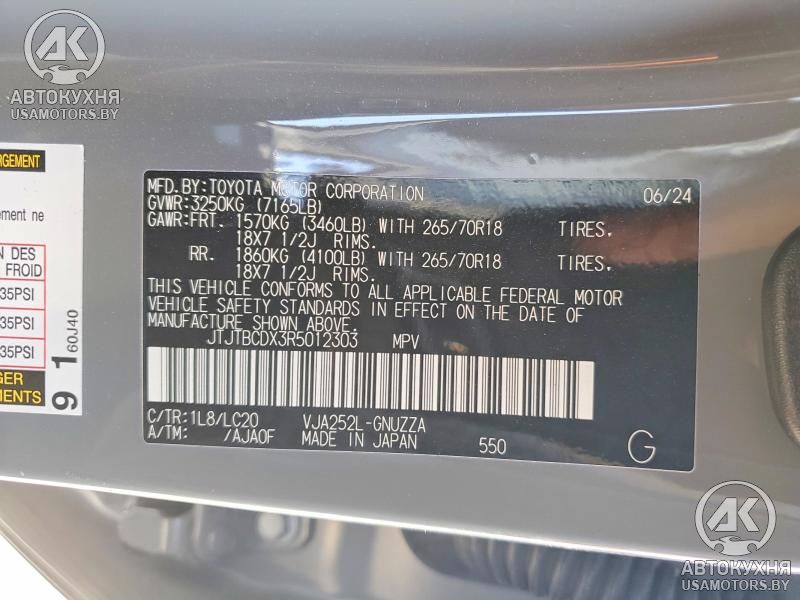 AK
АВТОКУХНЯ
USAMOTORS.BY
ARGEMENT
ement ne
N DES
FROID
35PSI
35PSI
35PSI
GER
MENTS
9 1 60J40
MFD.BY:TOYOTA MOTOR CORPORATION 06/24
GVWR:3250KG (7165LB)
GAWR:FRT. 1570KG (3460LB) WITH 265/70R18 TIRES.
18X7 1/2J RIMS.
RR. 1860KG (4100LB) WITH 265/70R18 TIRES.
18X7 1/2J RIMS.
THIS VEHICLE CONFORMS TO ALL APPLICABLE FEDERAL MOTOR
VEHICLE SAFETY STANDARDS IN EFFECT ON THE DATE OF
MANUFACTURE SHOWN ABOVE.
JTJTBCDX3R5012303 MPV
C/TR:1L8/LC20 VJA252L-GNUZZA
A/TM: /AJA0F MADE IN JAPAN 550 G
AK
АВТОКУХНЯ
USAMOTORS.BY